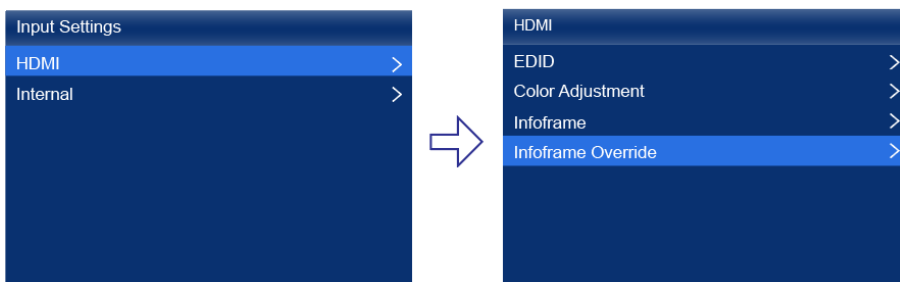 Input Settings
HDMI
Internal
HDMI
EDID
Color Adjustment
Infoframe
Infoframe Override